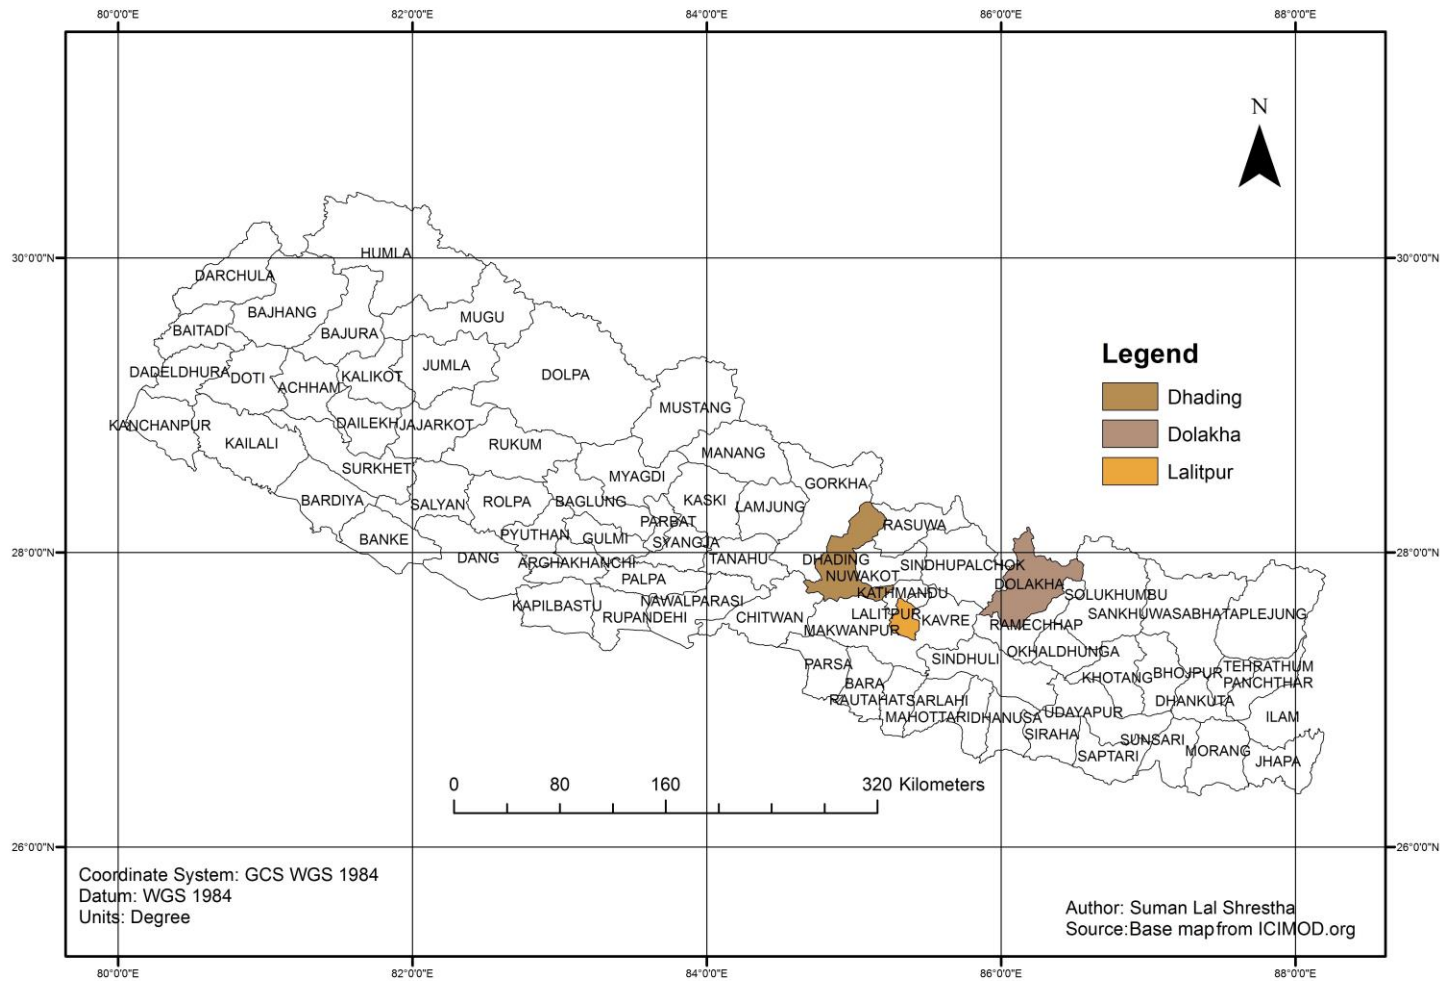 80°0'0"E 82°0'0"E 84°0'0"E 86°0'0"E 88°0'0"E
N
30°0'0"N 30°0'0"N
HUMLA
DARCHULA
BAJHANG
MUGU
BAITADI
BAJURA
JUMLA
DADELDHURA
DOTI
KALIKOT
DOLPA
ACHHAM
Legend
Dhading
Dolakha
Lalitpur
MUSTANG
KANCHANPUR
DAILEKH
JAJARKOT
KAILALI
RUKUM
MANANG
SURKHET
MYAGDI
GORKHA
BARDIYA
SALYAN
ROLPA
BAGLUNG
KASKI
LAMJUNG
PARBAT
RASUWA
BANKE
PYUTHAN
GULMI
SYANGJA
28°0'0"N 28°0'0"N
DANG
ARGHAKHANCHI
TANAHU
DHADING
SINDHUPALCHOK
PALPA
NUWAKOT
DOLAKHA
KATHMANDU
SOLUKHUMBU
KAPILBASTU
NAWALPARASI
RUPANDEHI
CHITWAN
LALITPUR
KAVRE
SANKHUWASABHA
TAPLEJUNG
MAKWANPUR
RAMECHHAP
PARSA
SINDHULI
OKHALDHUNGA
TEHRATHUM
BARA
KHOTANG
BHOJPUR
PANCHTHAR
RAUTAHAT
SARLAHI
DHANKUTA
MAHOTTARI
DHANUSA
UDAYAPUR
ILAM
SIRAHA
SUNSARI
SAPTARI
MORANG
JHAPA
0 80 160 320 Kilometers
26°0'0"N 26°0'0"N
Coordinate System: GCS WGS 1984
Datum: WGS 1984
Units: Degree
Author: Suman Lal Shrestha
Source:Base map from ICIMOD.org
80°0'0"E 82°0'0"E 84°0'0"E 86°0'0"E 88°0'0"E